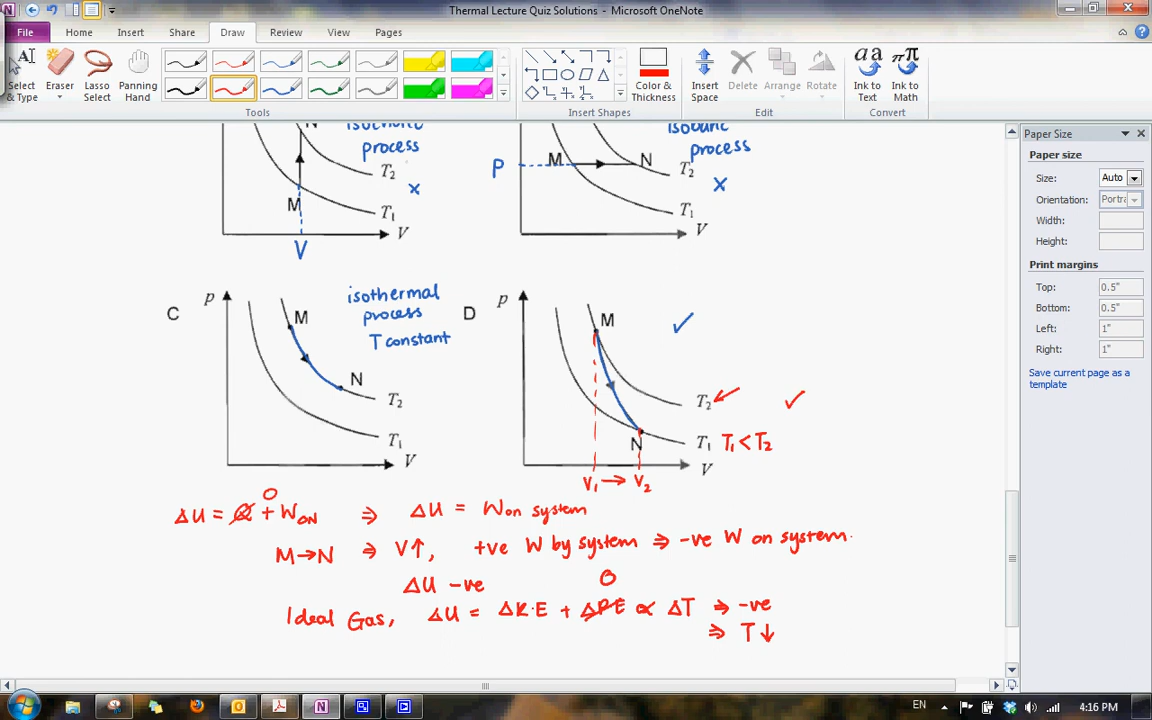 Thermal Lecture Quiz Solutions - Microsoft OneNote
File Home Insert Share Draw Review View Pages
Select & Type
Eraser
Lasso Select
Panning Hand
Color & Thickness
Insert Space
Delete
Arrange
Rotate
Ink to Text
Ink to Math
Tools
Insert Shapes
Edit
Convert
Paper Size
Paper size
Size: Auto
Orientation:
Width:
Height:
Print margins
Top: 0.5"
Bottom: 0.5"
Left: 1"
Right: 1"
Save current page as a template
isochoric process
N
T₂
×
M
T₁
V
V
isobaric process
P
M
N
T₂
×
T₁
V
C
p
M
isothermal process
T constant
N
T₂
T₁
V
D
p
M
✓
T₂
✓
N
T₁ T₁ < T₂
V
V₁ → V₂
0
ΔU = Q + W_ON ⇒ ΔU = W on system
M→N ⇒ V↑, +ve W by system ⇒ -ve W on system.
ΔU -ve
0
Ideal Gas, ΔU = ΔK.E + ΔPE ∝ ΔT ⇒ -ve
⇒ T↓
EN
4:16 PM